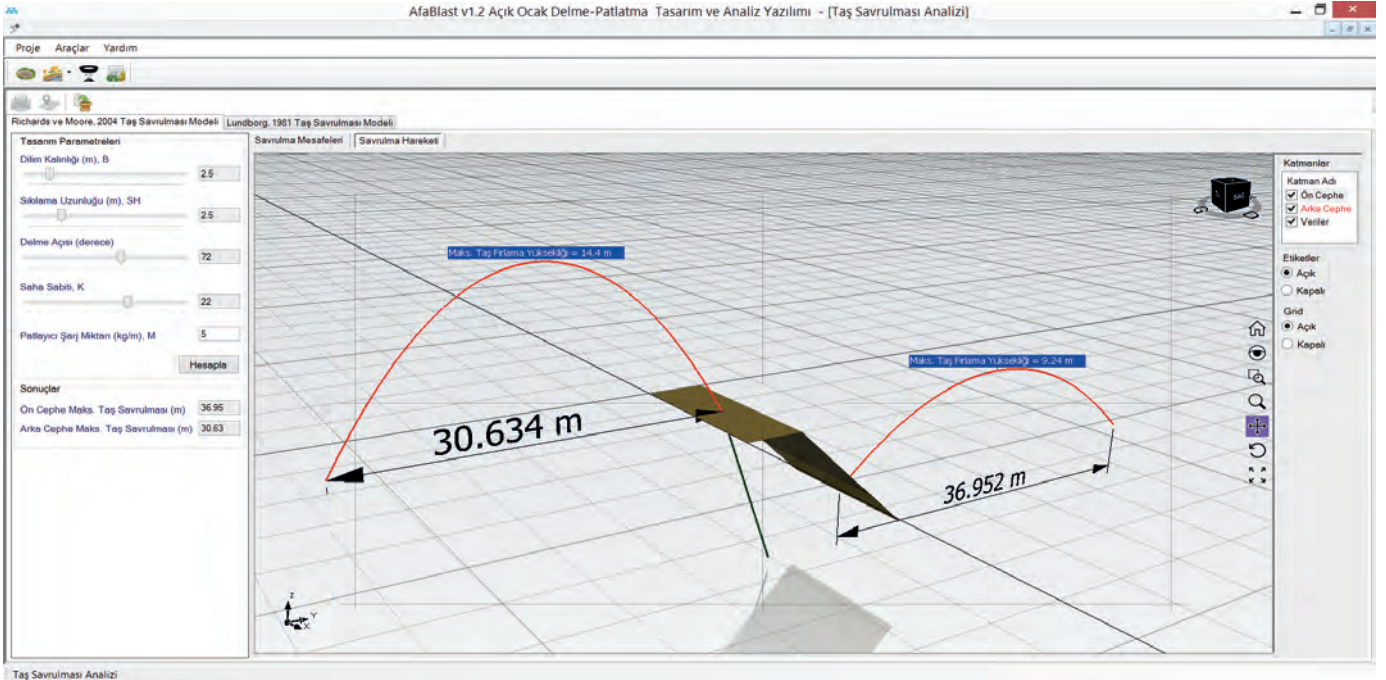 AfaBlast v1.2 Açık Ocak Delme-Patlatma Tasarım ve Analiz Yazılımı - [Taş Savrulması Analizi]
Proje Araçlar Yardım
Richards ve Moore, 2004 Taş Savrulması Modeli Lundborg, 1981 Taş Savrulması Modeli
Tasarım Parametreleri
Dilim Kalınlığı (m), B
2.5
Sıkılama Uzunluğu (m), SH
2.5
Delme Açısı (derece)
72
Saha Sabiti, K
22
Patlayıcı Şarj Miktarı (kg/m), M
5
Hesapla
Sonuçlar
Ön Cephe Maks. Taş Savrulması (m) 36.95
Arka Cephe Maks. Taş Savrulması (m) 30.63
Savrulma Mesafeleri Savrulma Hareketi
Maks. Taş Fırlama Yüksekliği = 14.4 m
Maks. Taş Fırlama Yüksekliği = 9.24 m
30.634 m
36.952 m
Z
Y
X
SAĞ
Katmanlar
Katman Adı
Ön Cephe
Arka Cephe
Veriler
Etiketler
Açık
Kapalı
Grid
Açık
Kapalı
Taş Savrulması Analizi